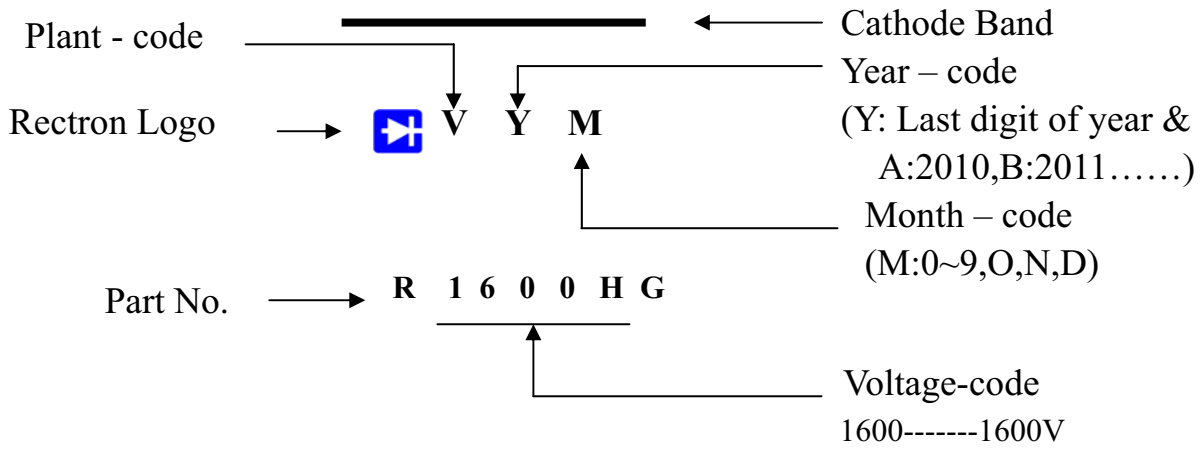 Plant - code
Cathode Band
Year – code
Rectron Logo
V Y M
(Y: Last digit of year &
A:2010,B:2011……)
Month – code
(M:0~9,O,N,D)
Part No.
R 1 6 0 0 H G
Voltage-code
1600-------1600V